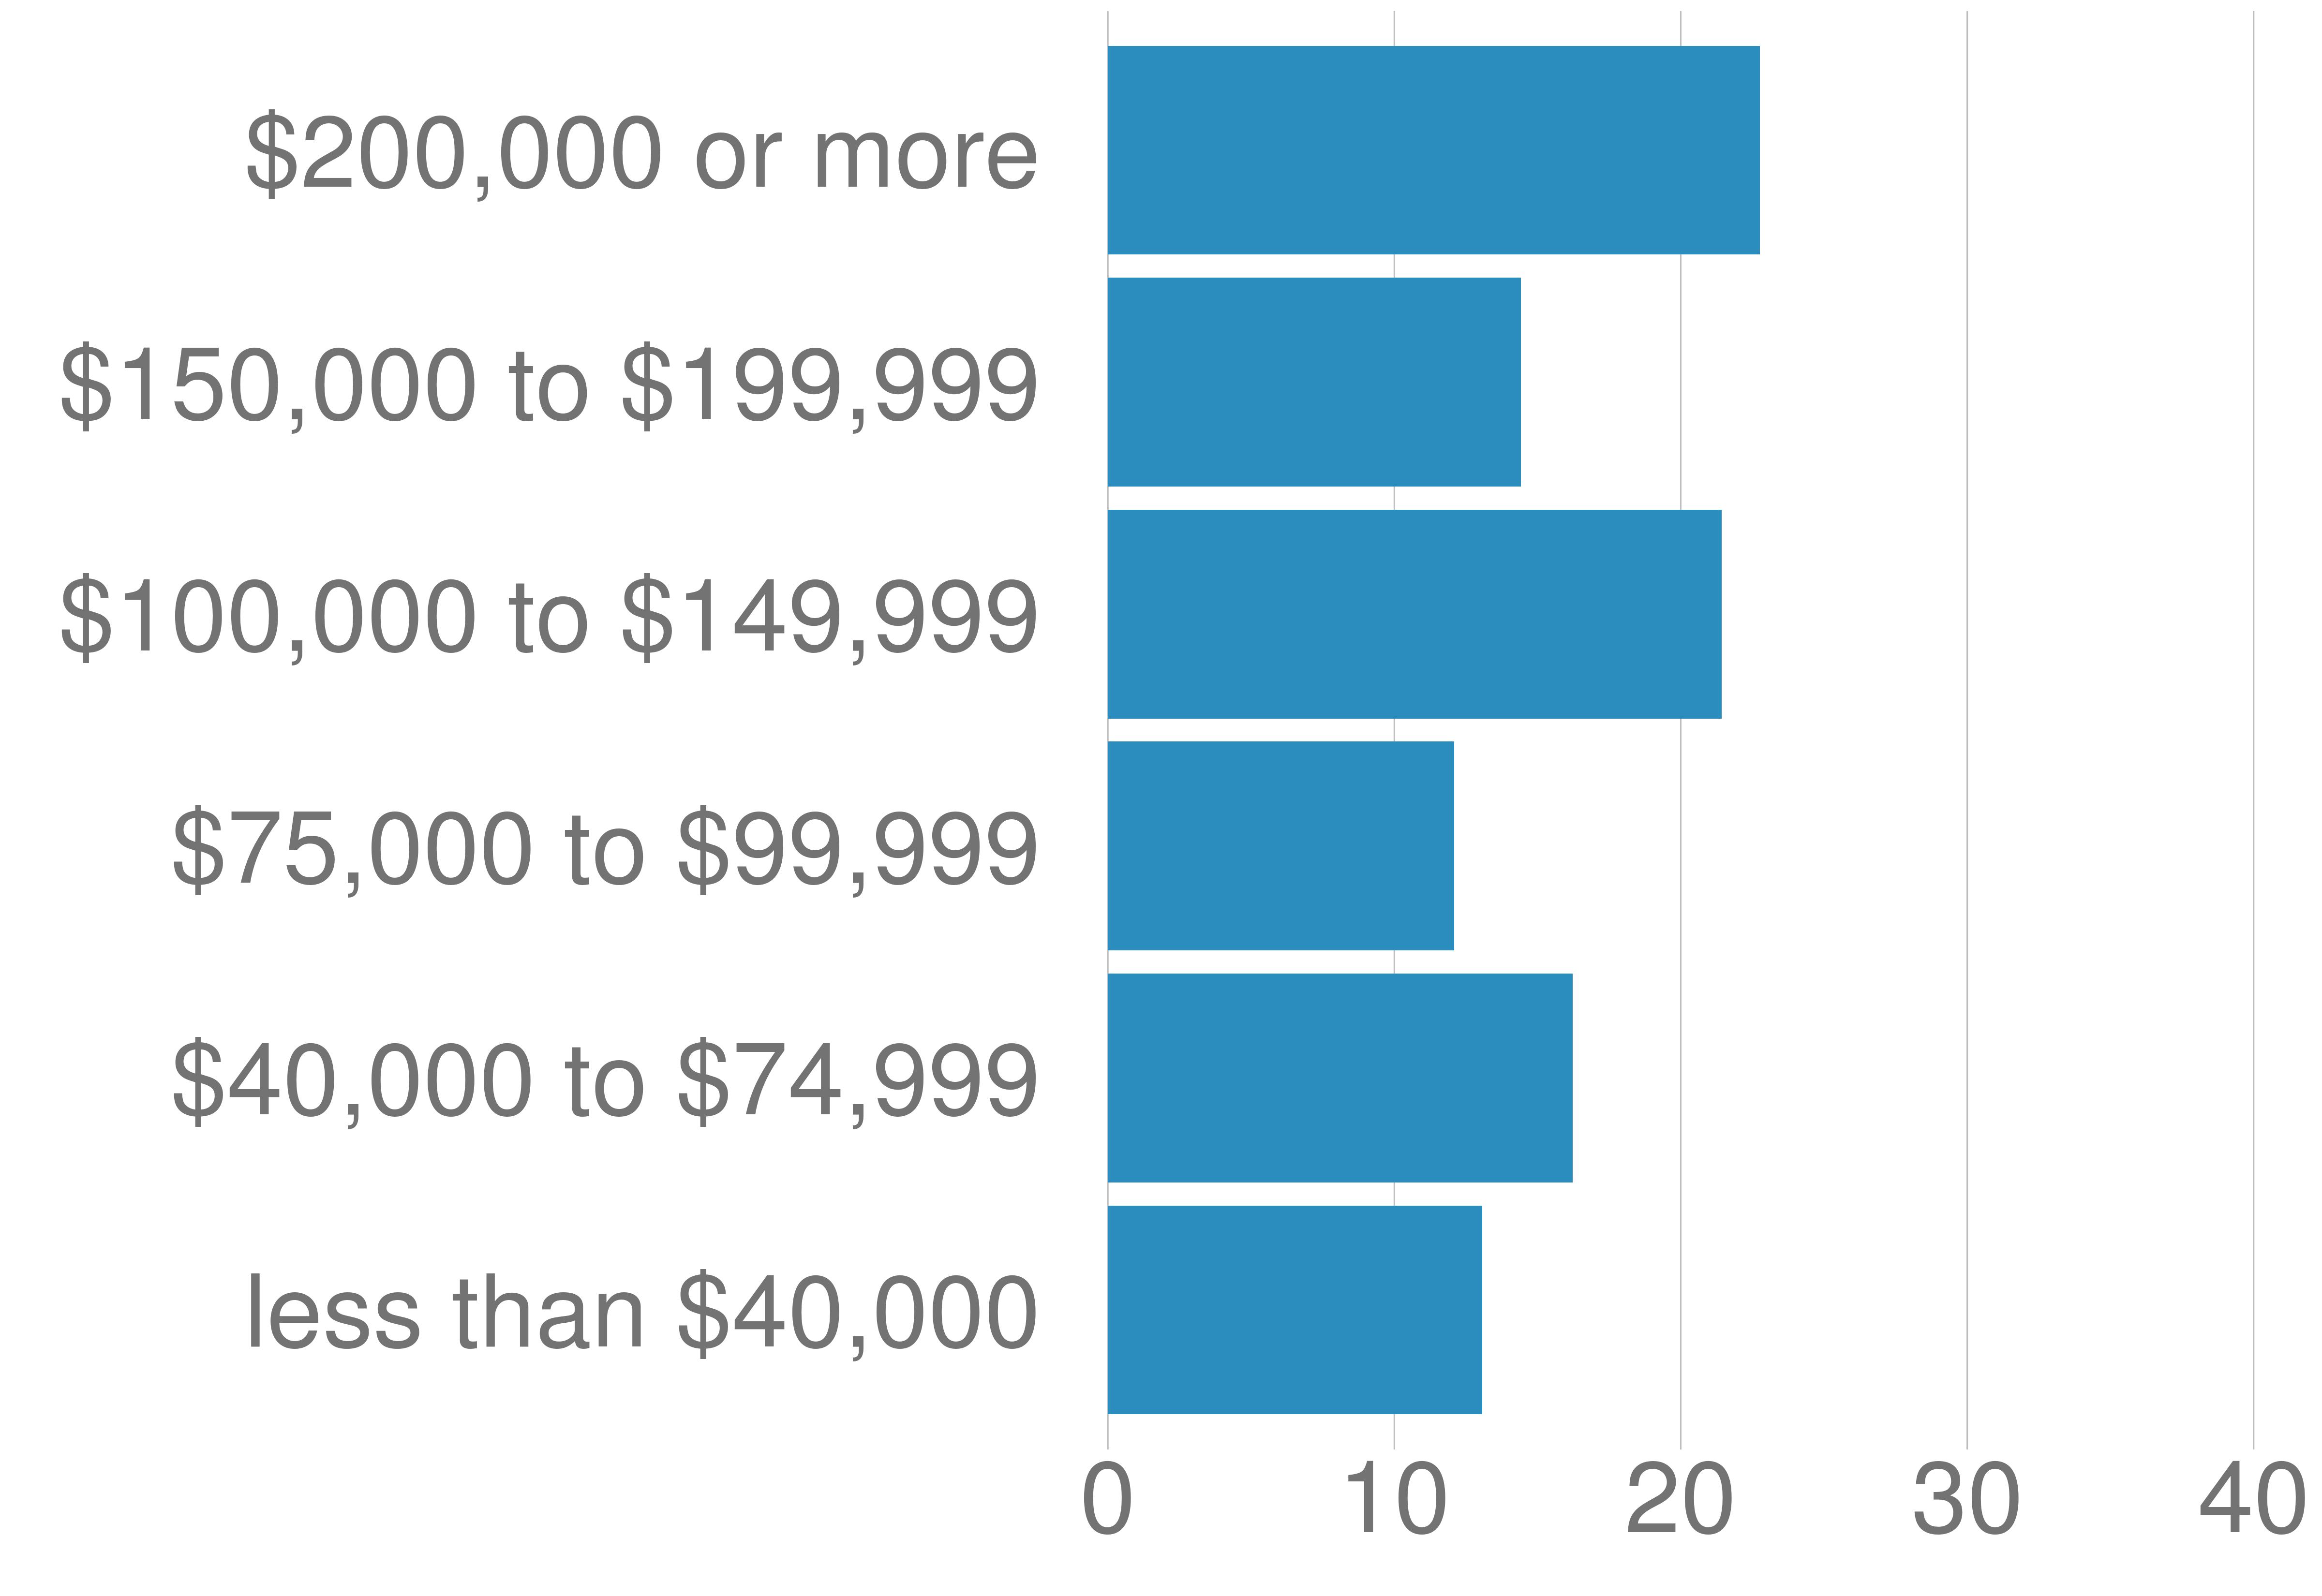 $200,000 or more
$150,000 to $199,999
$100,000 to $149,999
$75,000 to $99,999
$40,000 to $74,999
less than $40,000
0 10 20 30 40